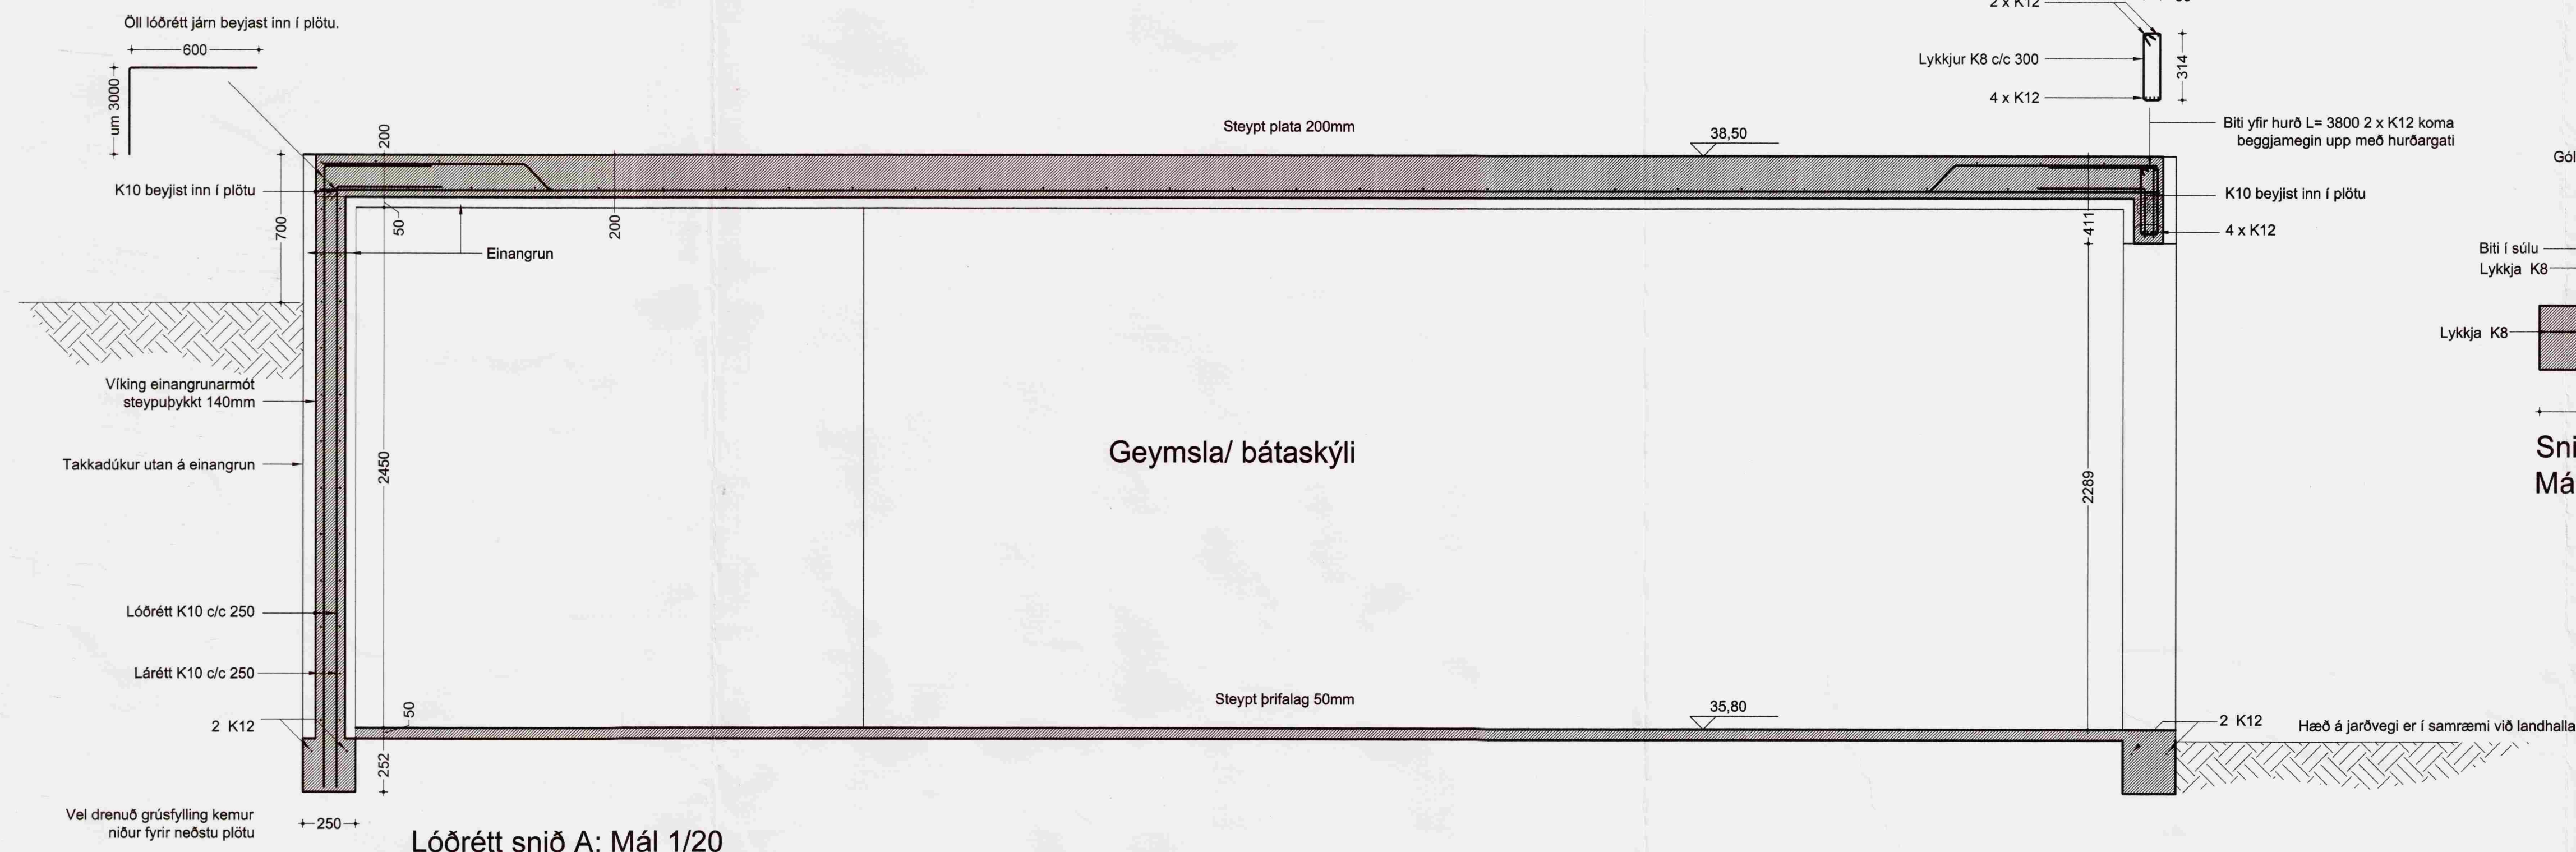 Öll lóðrétt járn beyjast inn í plötu.
600
um 3000
2 x K12
Lykkjur K8 c/c 300
314
4 x K12
Steypt plata 200mm
38,50
Biti yfir hurð L= 3800 2 x K12 koma
beggjamegin upp með hurðargati
200
K10 beyjist inn í plötu
K10 beyjist inn í plötu
700
50
200
411
4 x K12
Einangrun
Biti í súlu
Lykkja K8
Lykkja K8
Víking einangrunarmót
steypuþykkt 140mm
Geymsla/ bátaskýli
Takkadúkur utan á einangrun
2450
2289
Lóðrétt K10 c/c 250
Lárétt K10 c/c 250
Steypt þrifalag 50mm
35,80
50
2 K12
2 K12
Hæð á jarðvegi er í samræmi við landhalla
252
Vel drenuð grúsfylling kemur
niður fyrir neðstu plötu
250
Lóðrétt snið A: Mál 1/20